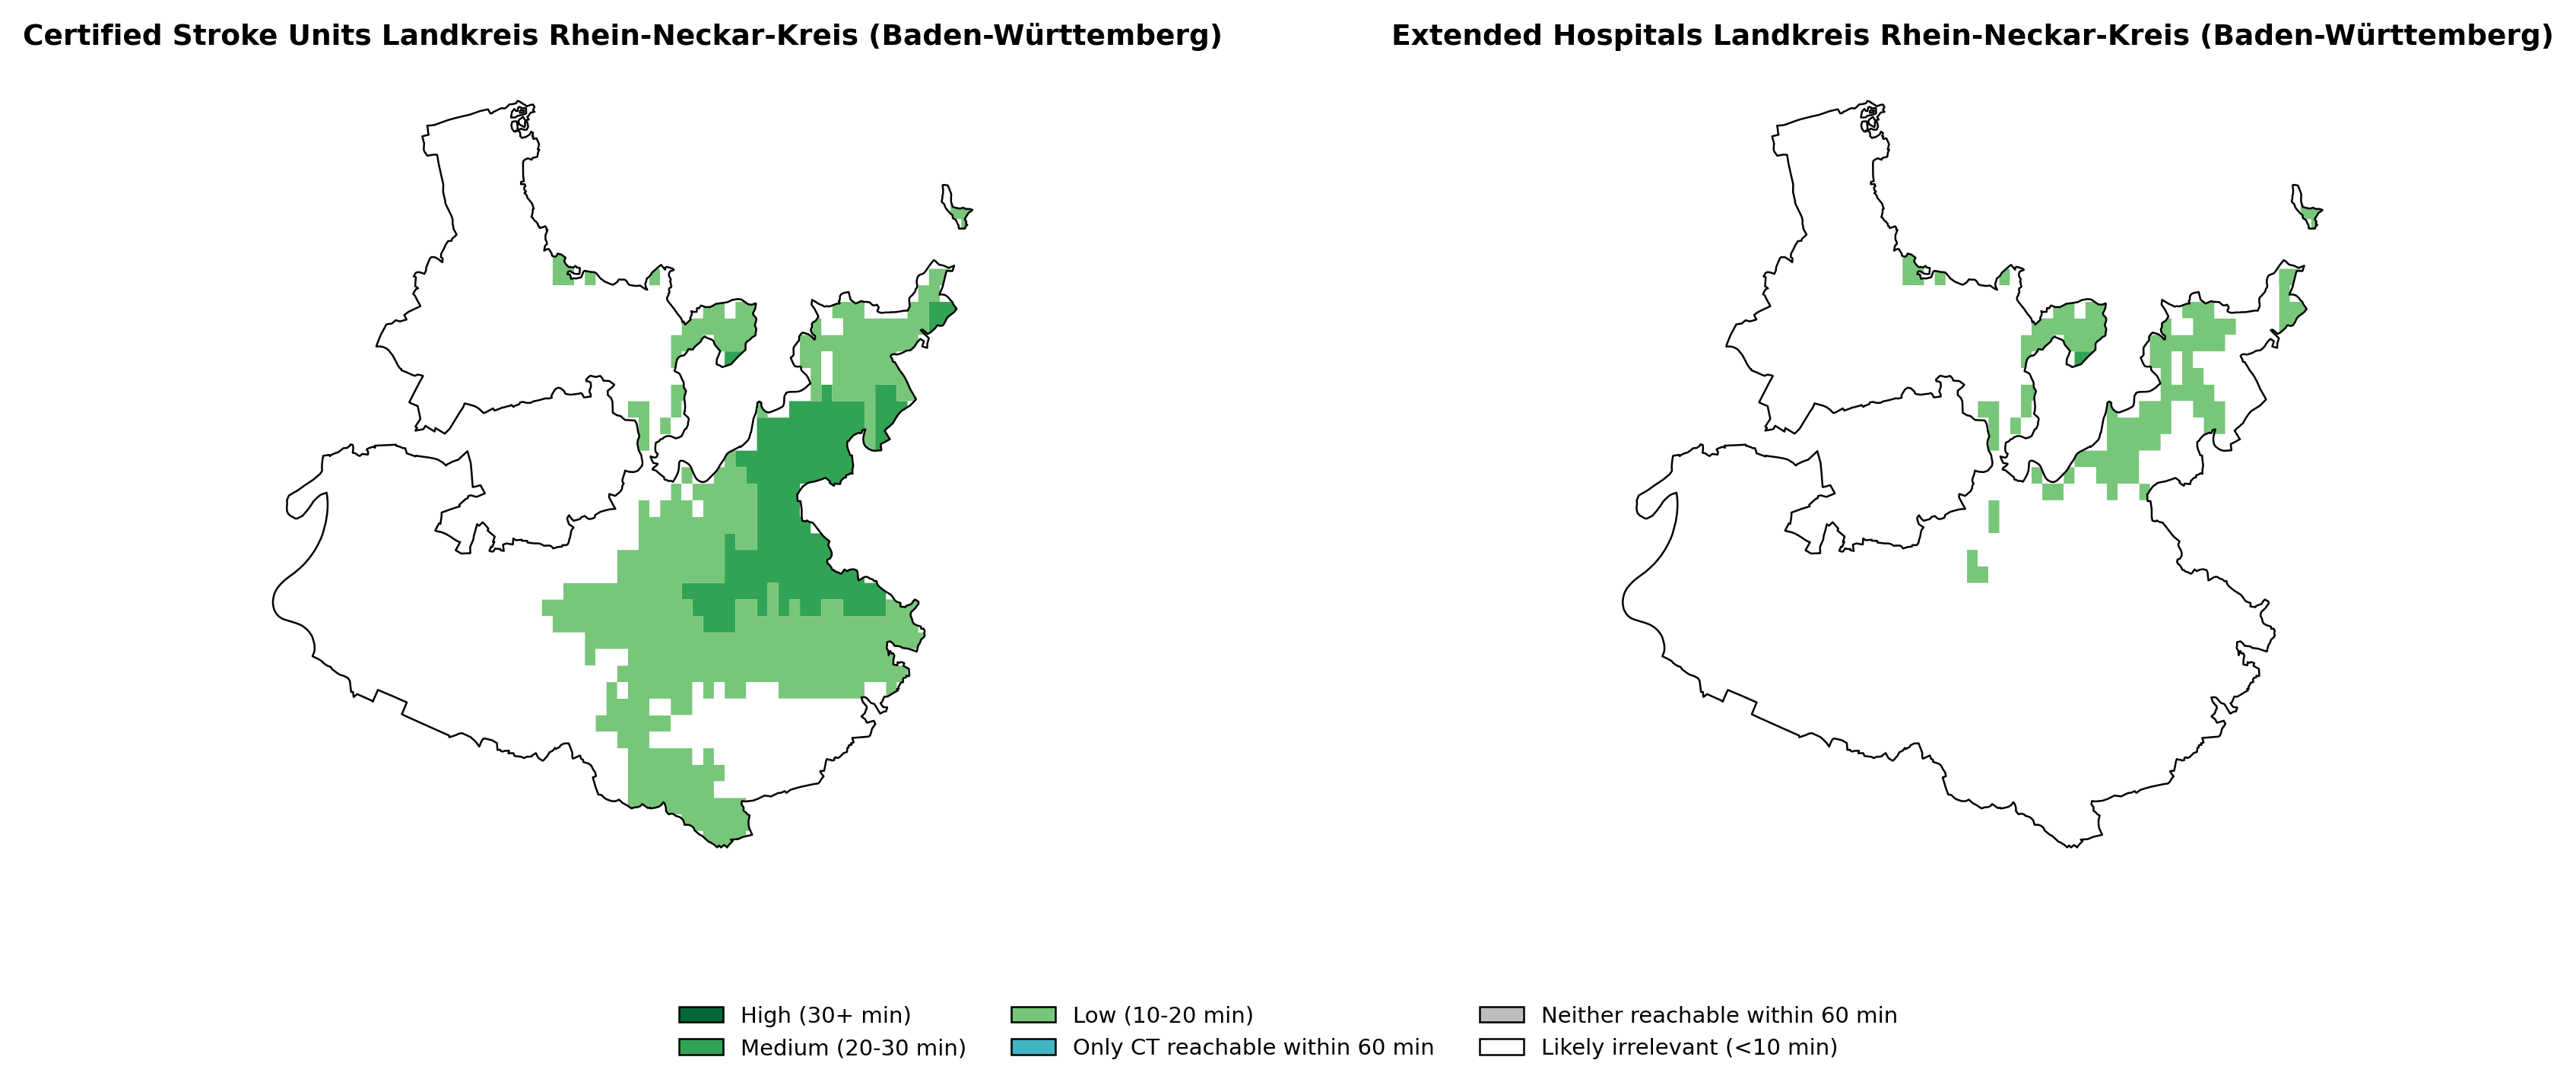 Certified Stroke Units Landkreis Rhein-Neckar-Kreis (Baden-Württemberg)
Extended Hospitals Landkreis Rhein-Neckar-Kreis (Baden-Württemberg)
High (30+ min)
Medium (20-30 min)
Low (10-20 min)
Only CT reachable within 60 min
Neither reachable within 60 min
Likely irrelevant (<10 min)